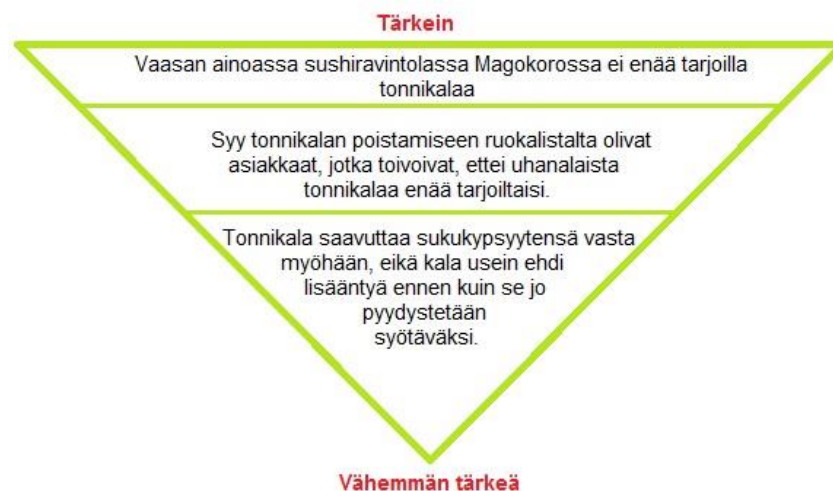 Tärkein
Vaasan ainoassa sushiravintolassa Magokorossa ei enää tarjoilla
tonnikalaa
Syy tonnikalan poistamiseen ruokalistalta olivat
asiakkaat, jotka toivoivat, ettei uhanalaista
tonnikalaa enää tarjoiltaisi.
Tonnikala saavuttaa sukukypsyytensä vasta
myöhään, eikä kala usein ehdi
lisääntyä ennen kuin se jo
pyydystetään
syötäväksi.
Vähemmän tärkeä